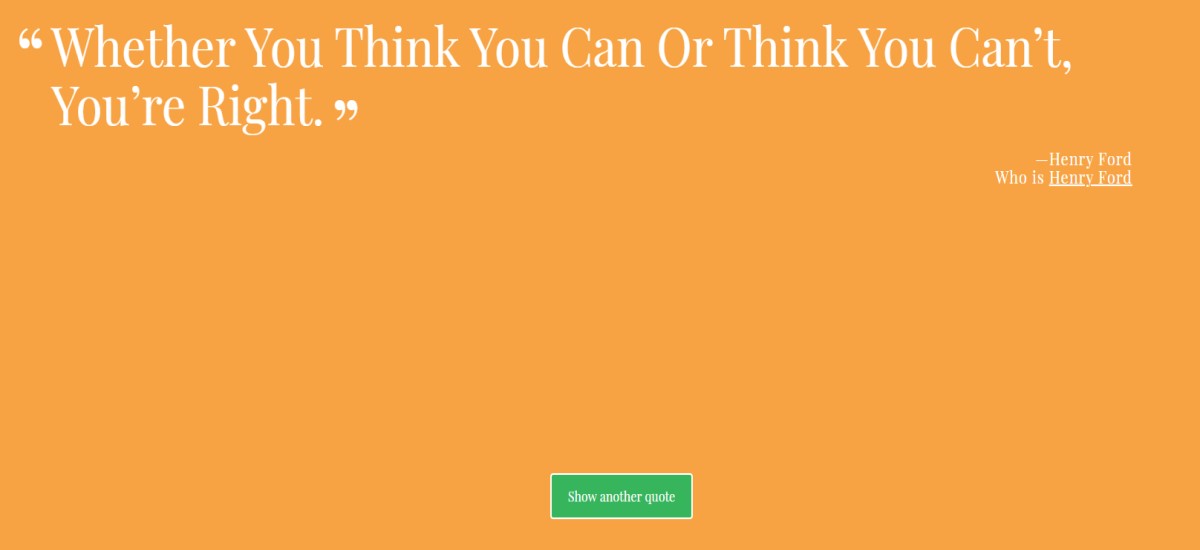 “ Whether You Think You Can Or Think You Can’t,
You’re Right. ”
—Henry Ford
Who is Henry Ford
Show another quote